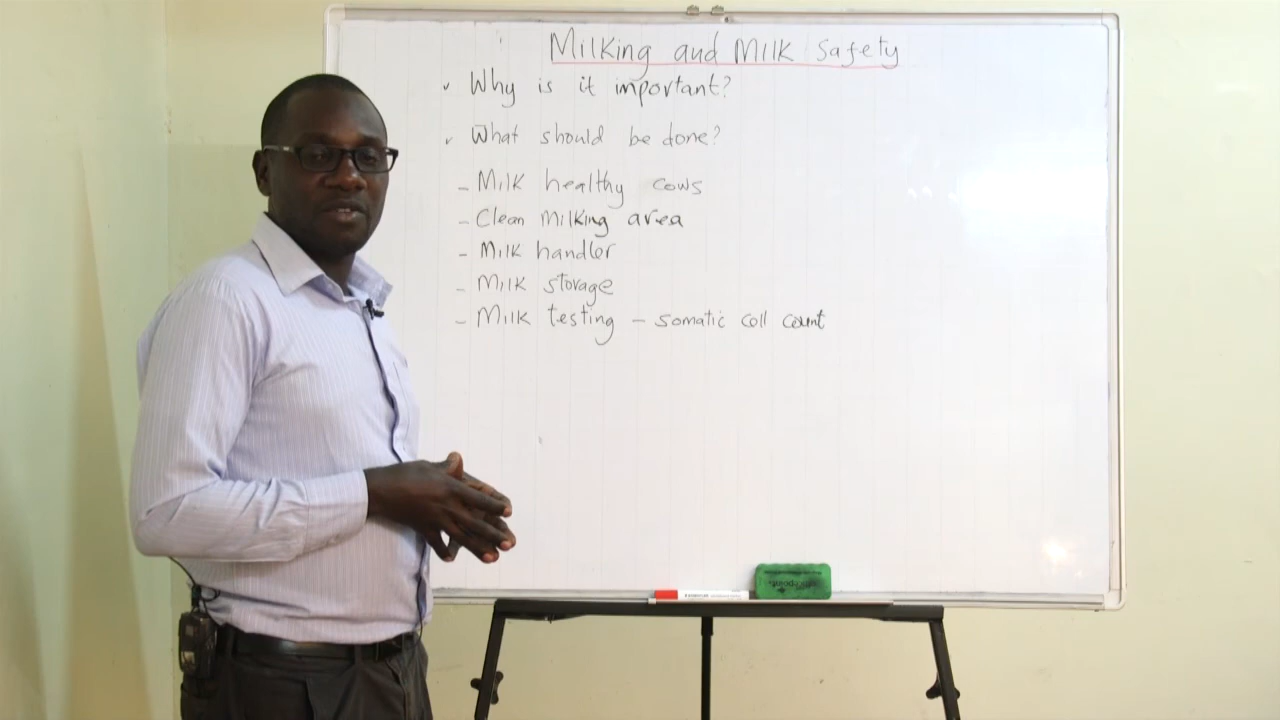 Milking and Milk Safety
✓ Why is it important?
✓ What should be done?
- Milk healthy cows
- Clean Milking area
- Milk handler
- Milk storage
- Milk testing - somatic cell count